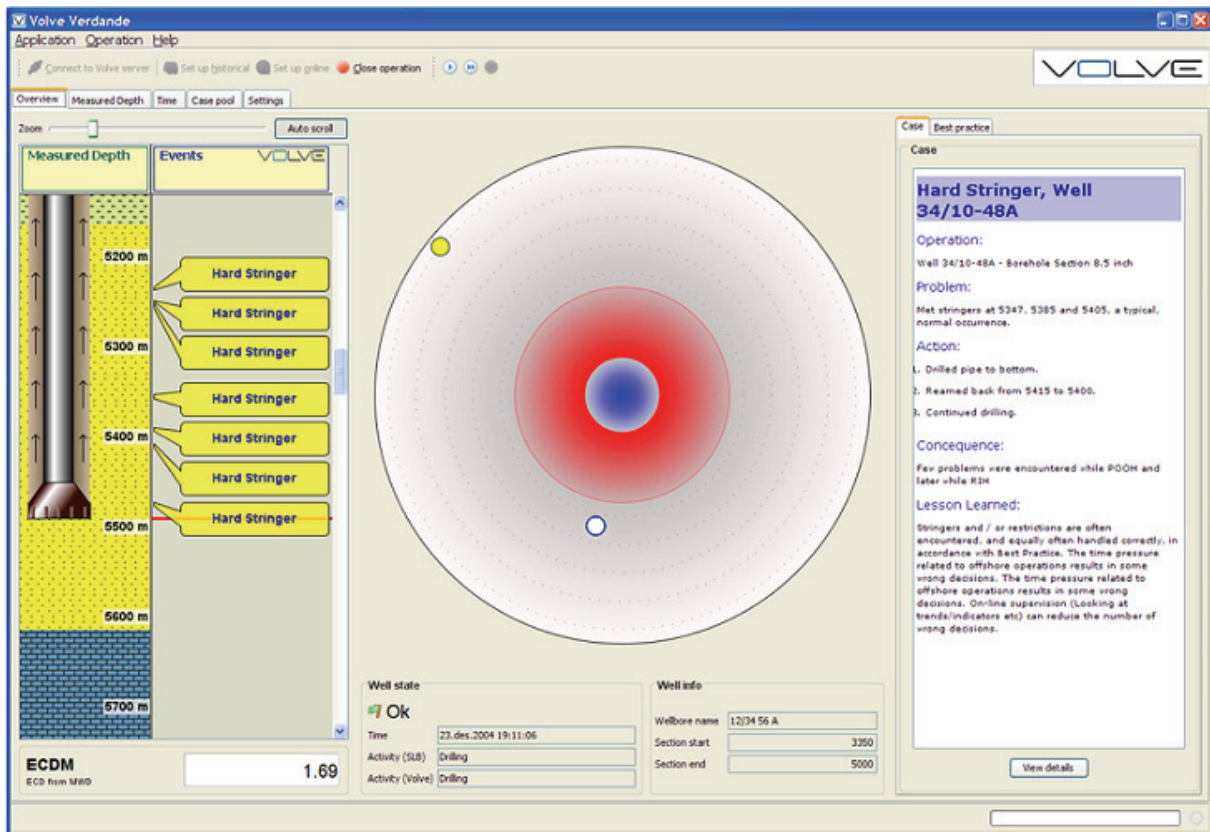 Volve Verdande
Application Operation Help
Connect to Volve server Set up historical Set up online Close operation
VOLVE
Overview Measured Depth Time Case pool Settings
Zoom Auto scroll
Measured Depth Events VOLVE
5200 m
Hard Stringer
Hard Stringer
5300 m
Hard Stringer
Hard Stringer
5400 m
Hard Stringer
Hard Stringer
5500 m
Hard Stringer
5600 m
5700 m
ECDM
ECD from MWD
1.69
Well state
Ok
Time 23.des.2004 19:11:06
Activity (SLB) Drilling
Activity (Volve) Drilling
Well info
Wellbore name 12/34 56 A
Section start 3350
Section end 5000
Case Best practice
Case
Hard Stringer, Well
34/10-48A
Operation:
Well 34/10-48A - Borehole Section 8.5 inch
Problem:
Met stringers at 5347, 5385 and 5405, a typical,
normal occurrence.
Action:
1. Drilled pipe to bottom.
2. Reamed back from 5415 to 5400.
3. Continued drilling.
Concequence:
Few problems were encountered while POOH and
later while RIH
Lesson Learned:
Stringers and / or restrictions are often
encountered, and equally often handled correctly, in
accordance with Best Practice. The time pressure
related to offshore operations results in some
wrong decisions. The time pressure related to
offshore operations results in some wrong
decisions. On-line supervision (Looking at
trends/indicators etc) can reduce the number of
wrong decisions.
View details